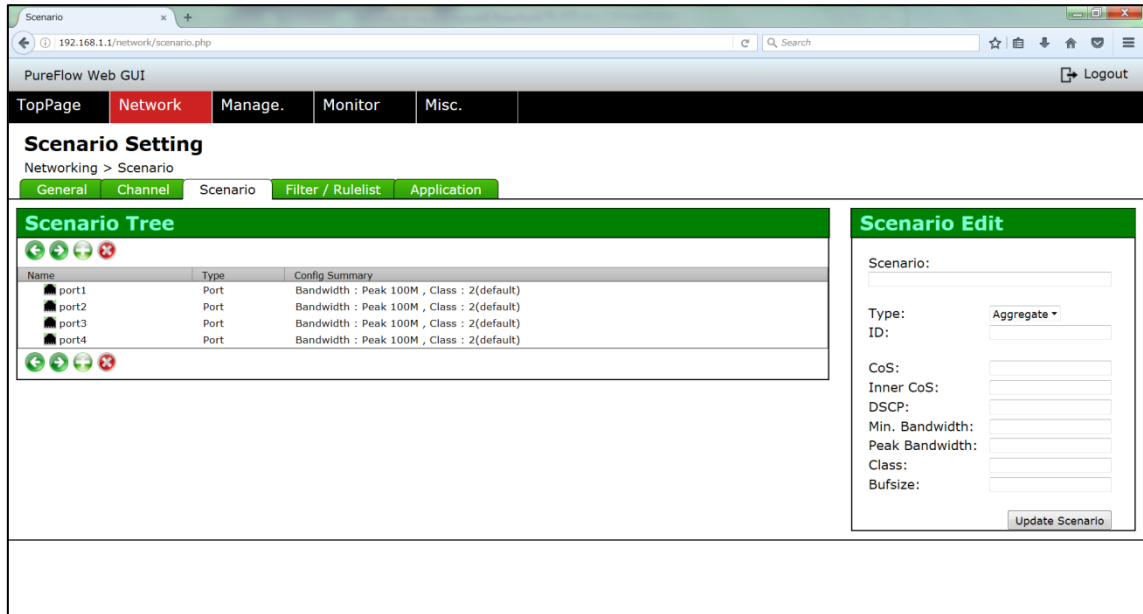 Scenario
192.168.1.1/network/scenario.php
Search
PureFlow Web GUI
Logout
TopPage Network Manage. Monitor Misc.
Scenario Setting
Networking > Scenario
General Channel Scenario Filter / Rulelist Application
Scenario Tree
Name Type Config Summary
port1 Port Bandwidth : Peak 100M , Class : 2(default)
port2 Port Bandwidth : Peak 100M , Class : 2(default)
port3 Port Bandwidth : Peak 100M , Class : 2(default)
port4 Port Bandwidth : Peak 100M , Class : 2(default)
Scenario Edit
Scenario:
Type: Aggregate
ID:
CoS:
Inner CoS:
DSCP:
Min. Bandwidth:
Peak Bandwidth:
Class:
Bufsize:
Update Scenario